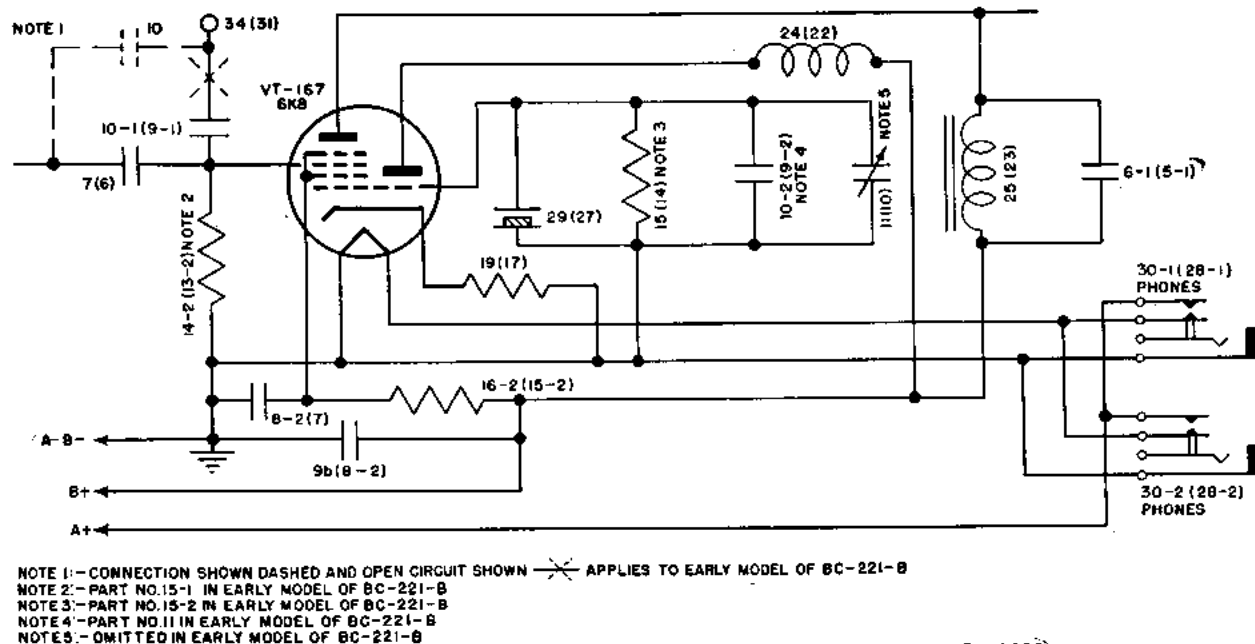 NOTE 1
10
34(31)
VT-167
6K8
10-1(9-1)
7(6)
14-2(13-2)NOTE 2
24(22)
29(27)
15(14)NOTE 3
10-2(9-2)
NOTE 4
11(10)
NOTE 5
25(23)
6-1(5-1)
19(17)
30-1(28-1)
PHONES
16-2(15-2)
8-2(7)
A-B-
9b(8-2)
B+
30-2(28-2)
PHONES
A+
NOTE 1:-CONNECTION SHOWN DASHED AND OPEN CIRCUIT SHOWN APPLIES TO EARLY MODEL OF BC-221-B
NOTE 2:-PART NO.15-1 IN EARLY MODEL OF BC-221-B
NOTE 3:-PART NO.15-2 IN EARLY MODEL OF BC-221-B
NOTE 4:-PART NO.11 IN EARLY MODEL OF BC-221-B
NOTE 5:-OMITTED IN EARLY MODEL OF BC-221-B